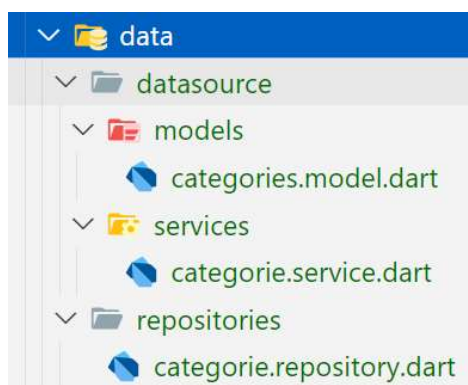 data
datasource
models
categories.model.dart
services
categorie.service.dart
repositories
categorie.repository.dart